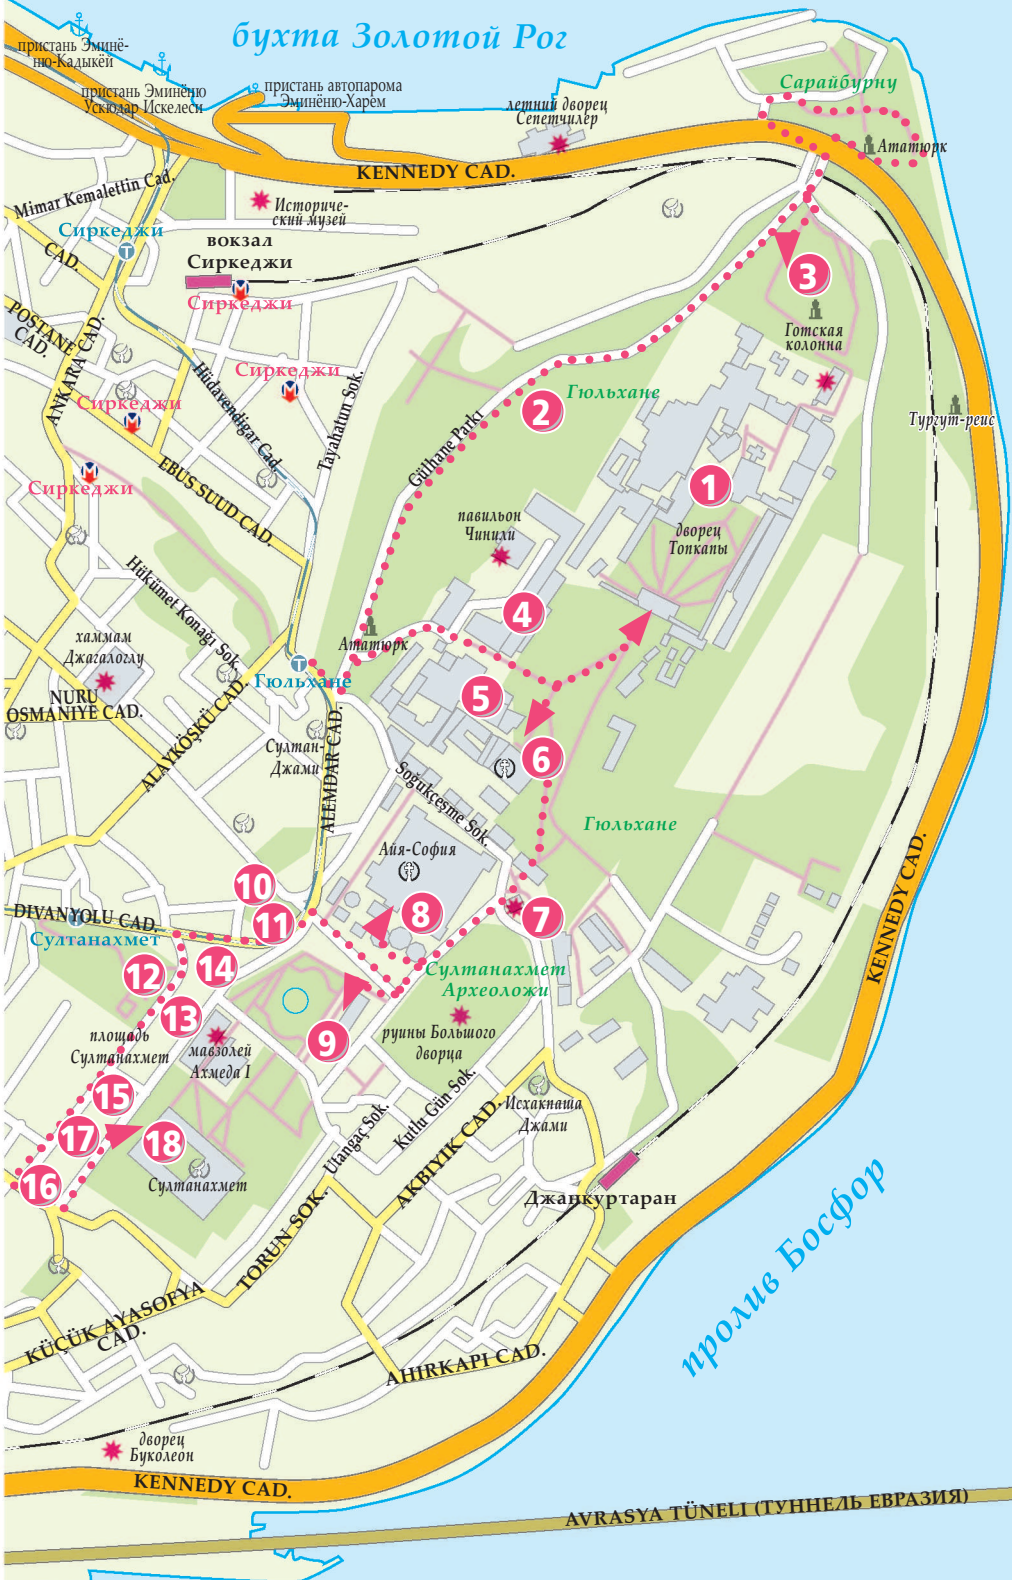 бухта Золотой Рог
пристань Эминё-
ню-Кадыкёй
пристань Эминёню
Ускюдар Искелеси
пристань автопарома
Эминёню-Харем
летний дворец
Сепетчилер
Сарайбурну
Ататюрк
KENNEDY CAD.
Mimar Kemalettin Cad.
Историче-
ский музей
Сиркеджи
T
вокзал
Сиркеджи
M
Сиркеджи
CAD.
3
Готская
колонна
POSTANE
CAD.
ANKARA CAD.
Сиркеджи
M
Сиркеджи
M
Hüdavendigar Cad.
Tayahatun Sok.
Гюльхане
2
Gülhane Parkı
Тургут-реис
M
Сиркеджи
EBUS SUUD CAD.
1
дворец
Топкапы
павильон
Чинили
Hükümet Konağı Sok.
4
хаммам
Джагалоглу
Ататюрк
T
Гюльхане
5
NURU
OSMANIYE CAD.
ALAYKÖŞKÜ CAD.
Султан-
Джами
ALEMDAR CAD.
6
Soğukçeşme Sok.
Гюльхане
Айя-София
KENNEDY CAD.
10
8
7
11
DIVANYOLU CAD.
T
Султанахмет
12
14
Султанахмет
Археоложи
13
9
площадь
Султанахмет
мавзолей
Ахмеда I
руины Большого
дворца
15
Utangaç Sok.
Kutlu Gün Sok.
AKBIYIK CAD.
Исхакпаша
Джами
17
18
16
Султанахмет
Джанкуртаран
TORUN SOK.
пролив Босфор
KÜÇÜK AYASOFYA
CAD.
AHIRKAPI CAD.
дворец
Буколеон
KENNEDY CAD.
AVRASYA TÜNELI (ТУННЕЛЬ ЕВРАЗИЯ)